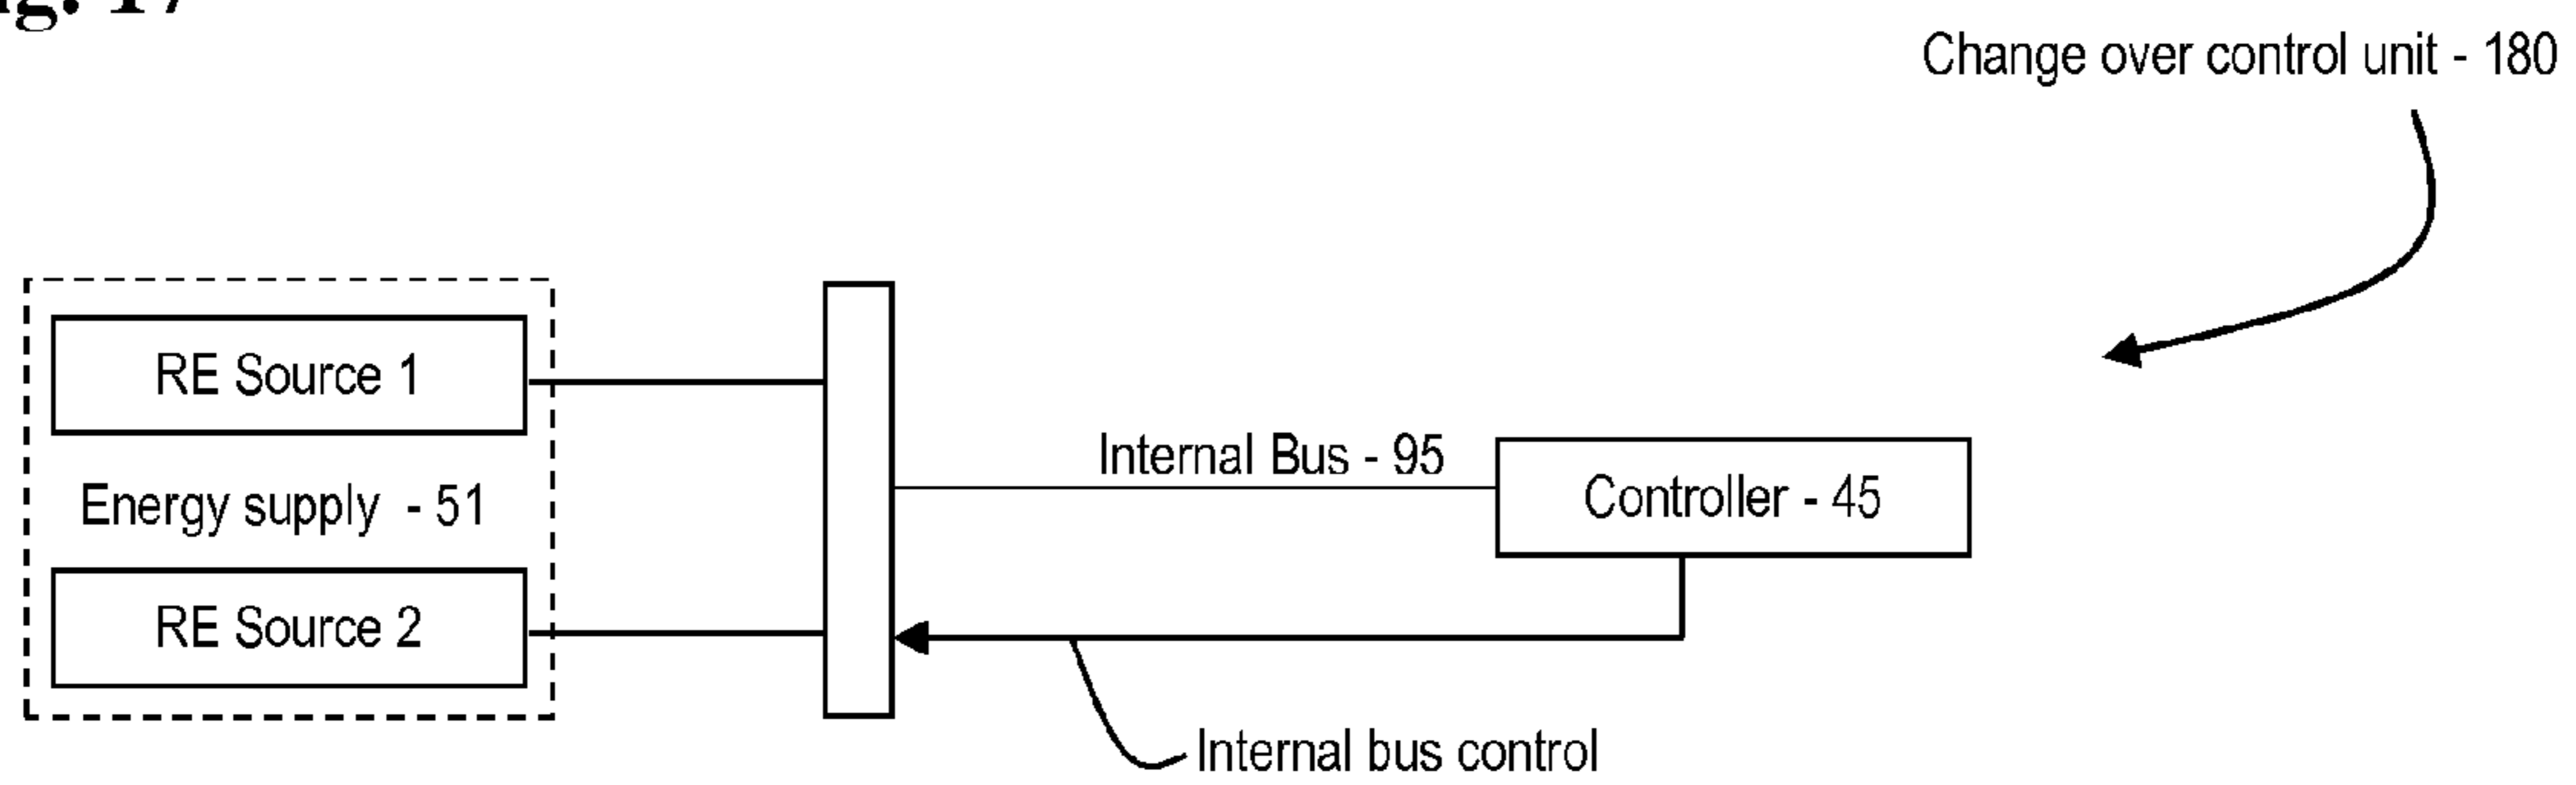 Change over control unit - 180
RE Source 1
Internal Bus - 95
Controller - 45
Energy supply - 51
RE Source 2
Internal bus control